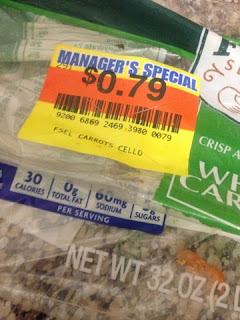 MANAGER'S SPECIAL
$0.79
9200 6869 2469 3980 0079
FSEL CARROTS CELLO
CRISP A
WH
CAR
30 CALORIES
0g TOTAL FAT
60mg SODIUM
SUGARS
PER SERVING
NET WT 32 OZ (2 L